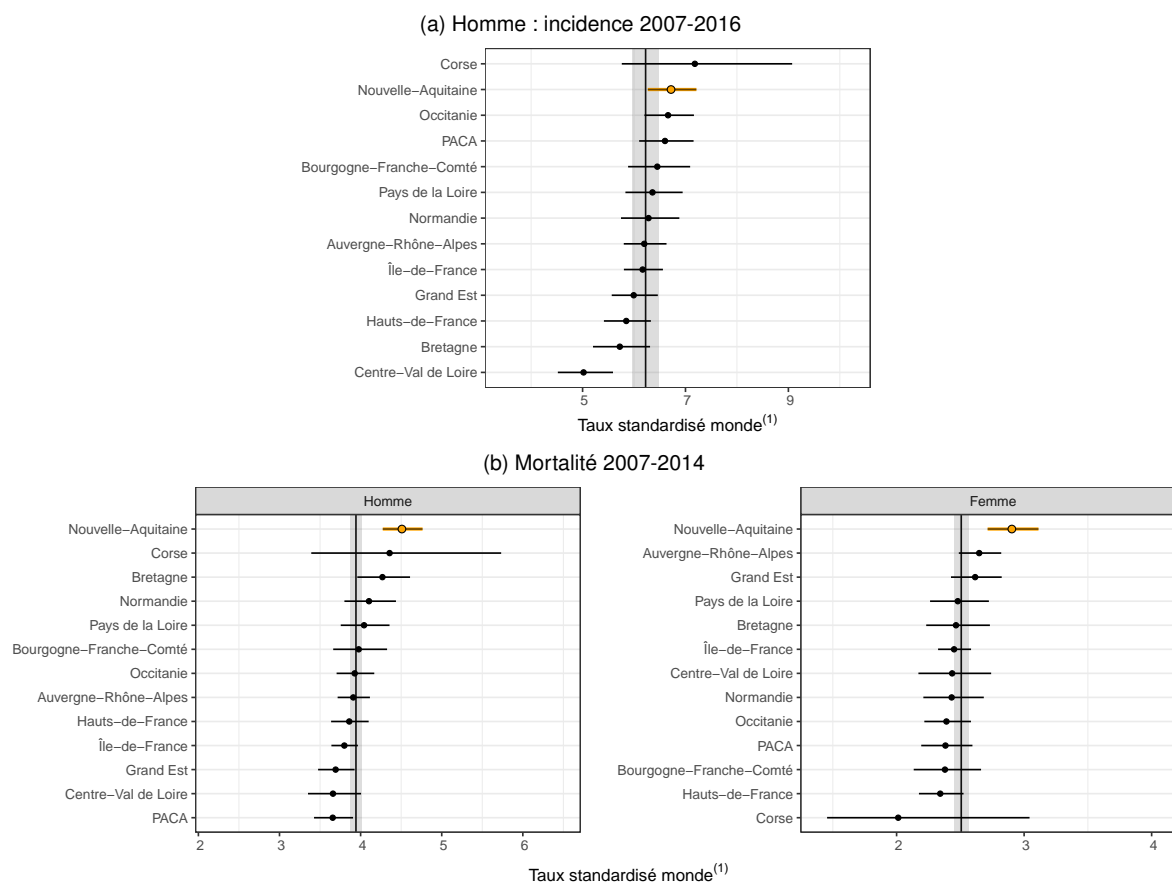 (a) Homme : incidence 2007-2016
Corse
Nouvelle−Aquitaine
Occitanie
PACA
Bourgogne−Franche−Comté
Pays de la Loire
Normandie
Auvergne−Rhône−Alpes
Île−de−France
Grand Est
Hauts−de−France
Bretagne
Centre−Val de Loire
5 7 9
Taux standardisé monde(1)
(b) Mortalité 2007-2014
Homme
Nouvelle−Aquitaine
Corse
Bretagne
Normandie
Pays de la Loire
Bourgogne−Franche−Comté
Occitanie
Auvergne−Rhône−Alpes
Hauts−de−France
Île−de−France
Grand Est
Centre−Val de Loire
PACA
2 3 4 5 6
Femme
Nouvelle−Aquitaine
Auvergne−Rhône−Alpes
Grand Est
Pays de la Loire
Bretagne
Île−de−France
Centre−Val de Loire
Normandie
Occitanie
PACA
Bourgogne−Franche−Comté
Hauts−de−France
Corse
2 3 4
Taux standardisé monde(1)